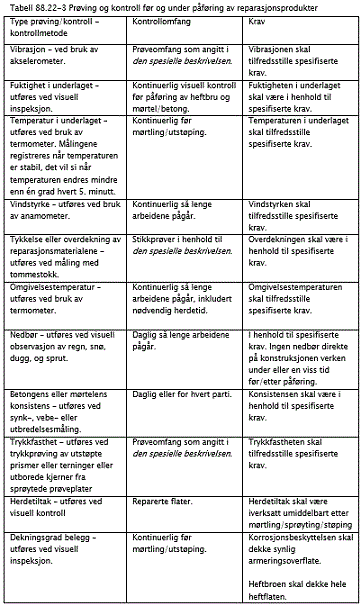 Tabell 88.22-3 Prøving og kontroll før og under påføring av reparasjonsprodukter
Type prøving/kontroll –
kontrollmetode
Kontrollomfang
Krav
Vibrasjon – ved bruk av
akselerometer.
Prøveomfang som angitt i
den spesielle beskrivelsen.
Vibrasjonen skal
tilfredsstille spesifiserte
krav.
Fuktighet i underlaget –
utføres ved visuell
inspeksjon.
Kontinuerlig visuell kontroll
før påføring av heftbru og
mørtel/betong.
Fuktigheten i underlaget
skal være i henhold til
spesifiserte krav.
Temperatur i underlaget –
utføres ved bruk av
termometer. Målingene
registreres når temperaturen
er stabil, det vil si når
temperaturen endres mindre
enn én grad hvert 5. minutt.
Kontinuerlig før
mørtling/utstøping.
Temperaturen i underlaget
skal tilfredsstille
spesifiserte krav.
Vindstyrke – utføres ved bruk
av anamometer.
Kontinuerlig så lenge
arbeidene pågår.
Vindstyrken skal
tilfredsstille spesifiserte
krav.
Tykkelse eller overdekning av
reparasjonsmaterialene –
utføres ved måling med
tommestokk.
Stikkprøver i henhold til
den spesielle beskrivelsen.
Overdekningen skal være i
henhold til spesifiserte
krav.
Omgivelsestemperatur –
utføres ved bruk av
termometer.
Kontinuerlig så lenge
arbeidene pågår, inkludert
nødvendig herdetid.
Omgivelsestemperaturen
skal tilfredsstille
spesifiserte krav.
Nedbør – utføres ved visuell
observasjon av regn, snø,
dugg, og sprut.
Daglig så lenge arbeidene
pågår.
I henhold til spesifiserte
krav. Ingen nedbør direkte
på konstruksjonen verken
under eller en viss tid
før/etter påføring.
Betongens eller mørtelens
konsistens – utføres ved
synk-, vebe- eller
utbredelsesmåling.
Daglig eller for hvert parti.
Konsistensen skal være i
henhold til spesifiserte
krav.
Trykkfasthet – utføres ved
trykkprøving av utstøpte
prismer eller terninger eller
utborede kjerner fra
sprøytede prøveplater
Prøveomfang som angitt i
den spesielle beskrivelsen.
Trykkfastheten skal
tilfredsstille spesifiserte
krav.
Herdetiltak – utføres ved
visuell kontroll
Reparerte flater.
Herdetiltak skal være
iverksatt umiddelbart etter
mørtling/sprøyting/støping
Dekningsgrad belegg –
utføres ved visuell
inspeksjon.
Kontinuerlig før
mørtling/utstøping.
Korrosjonsbeskyttelsen skal
dekke synlig
armeringsoverflate.
Heftbroen skal dekke hele
heftflaten.